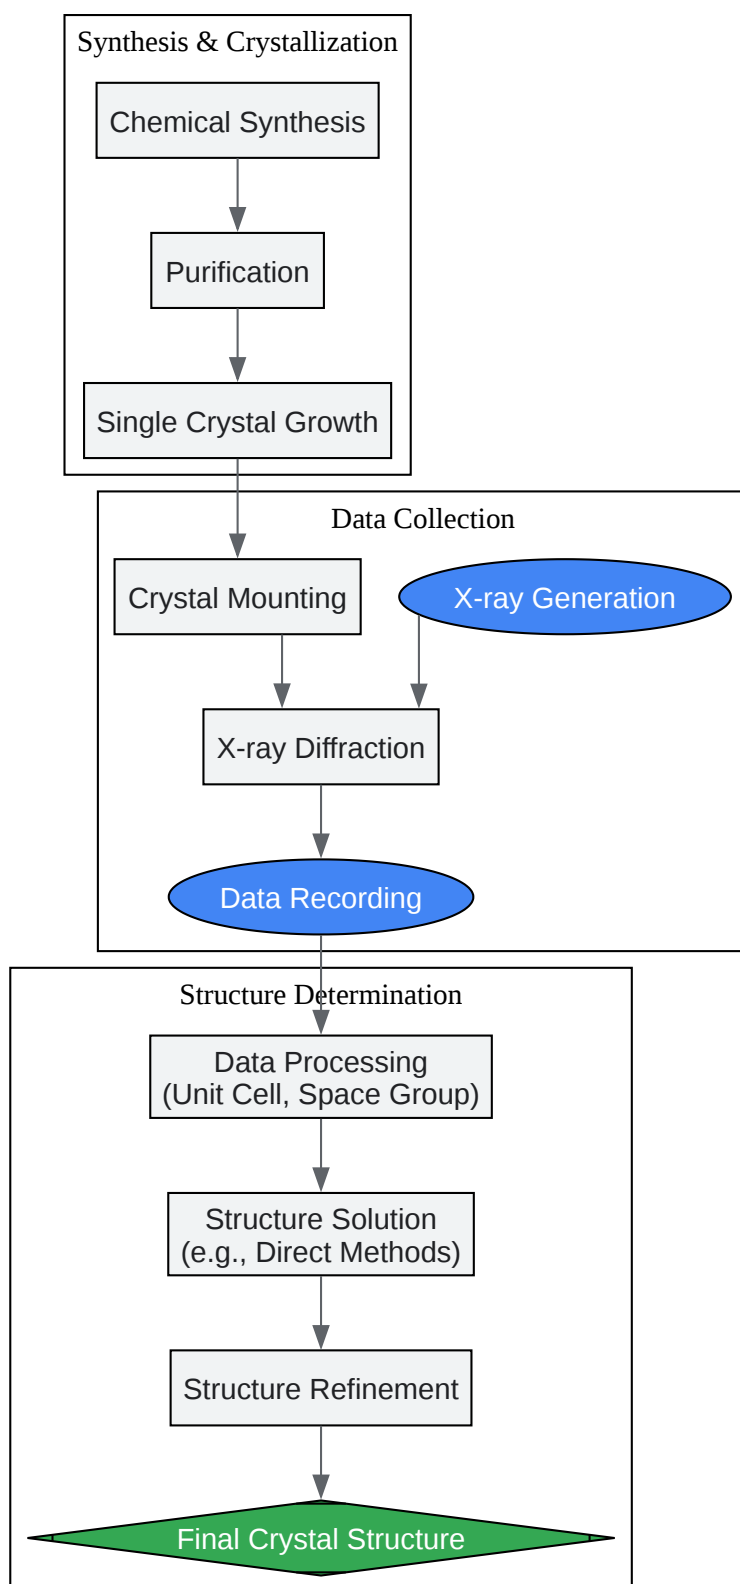 Synthesis & Crystallization
Chemical Synthesis
Purification
Single Crystal Growth
Data Collection
Crystal Mounting
X-ray Generation
X-ray Diffraction
Data Recording
Structure Determination
Data Processing
(Unit Cell, Space Group)
Structure Solution
(e.g., Direct Methods)
Structure Refinement
Final Crystal Structure